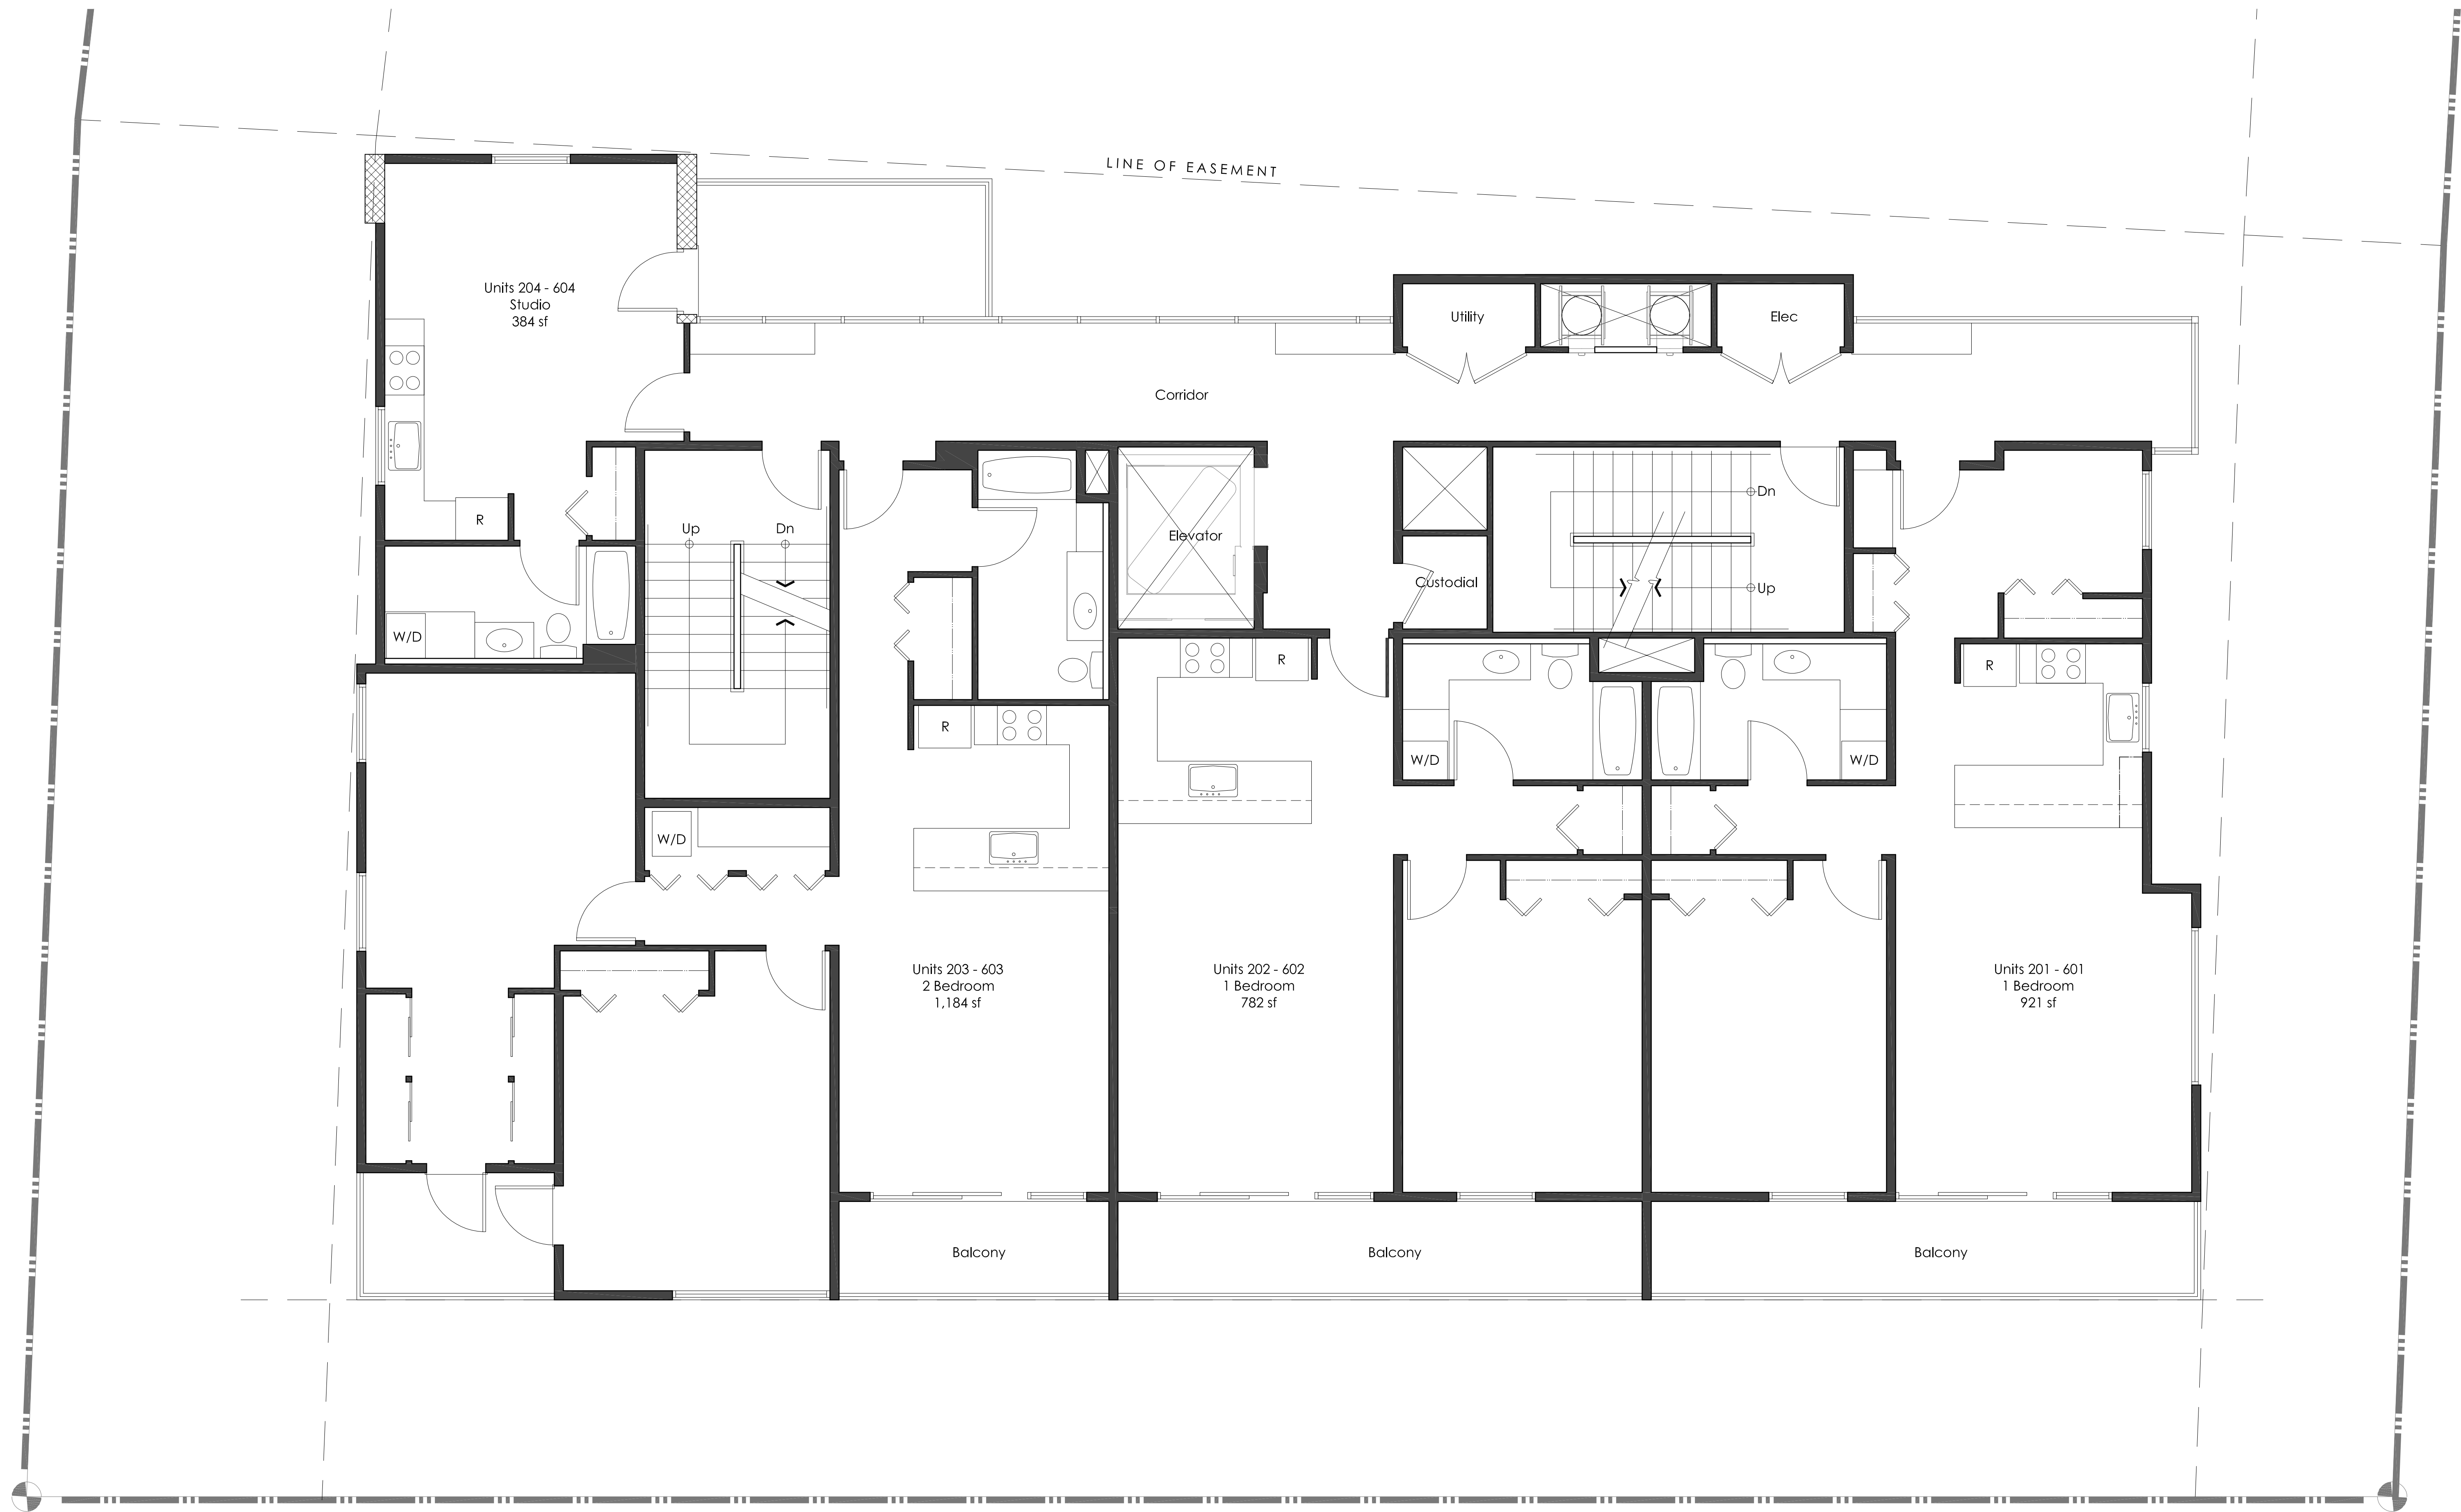 LINE OF EASEMENT
Units 204 - 604
Studio
384 sf
Utility
Elec
Corridor
R
Up
Dn
Elevator
Dn
Custodial
Up
W/D
R
R
R
W/D
W/D
W/D
Units 203 - 603
2 Bedroom
1,184 sf
Units 202 - 602
1 Bedroom
782 sf
Units 201 - 601
1 Bedroom
921 sf
Balcony
Balcony
Balcony